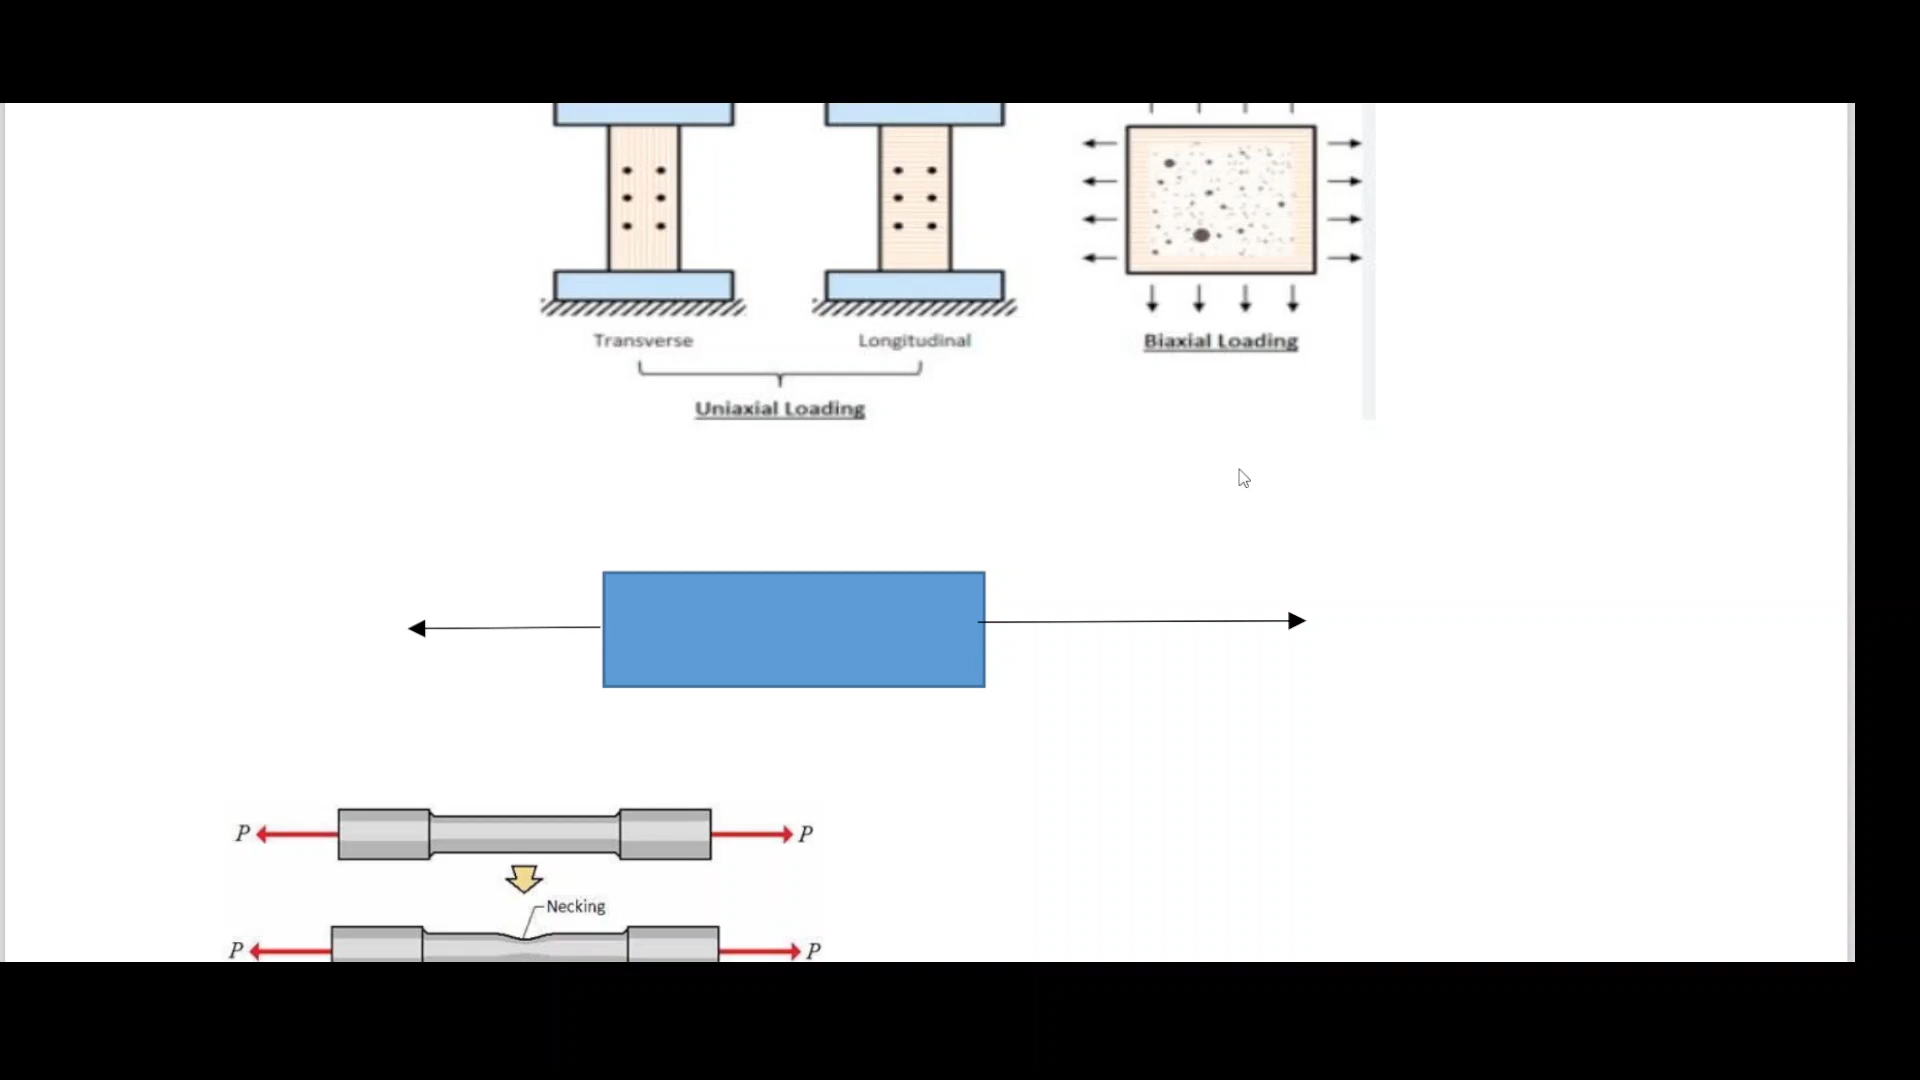 Transverse
Longitudinal
Biaxial Loading
Uniaxial Loading
P
P
Necking
P
P